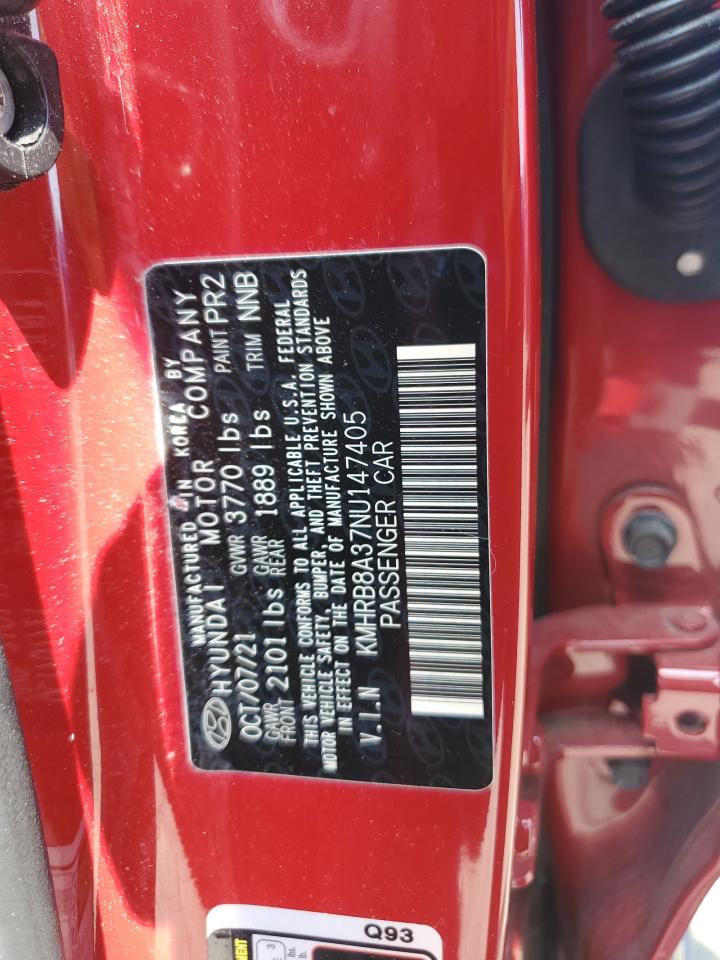 MANUFACTURED IN KOREA BY
HYUNDAI MOTOR COMPANY
OCT/07/21 GVWR 3770 lbs PAINT PR2
GAWR FRONT 2101 lbs GAWR REAR 1889 lbs TRIM NNB
THIS VEHICLE CONFORMS TO ALL APPLICABLE U.S.A. FEDERAL
MOTOR VEHICLE SAFETY, BUMPER, AND THEFT PREVENTION STANDARDS
IN EFFECT ON THE DATE OF MANUFACTURE SHOWN ABOVE
V.I.N KMHRB8A37NU147405
PASSENGER CAR
Q93